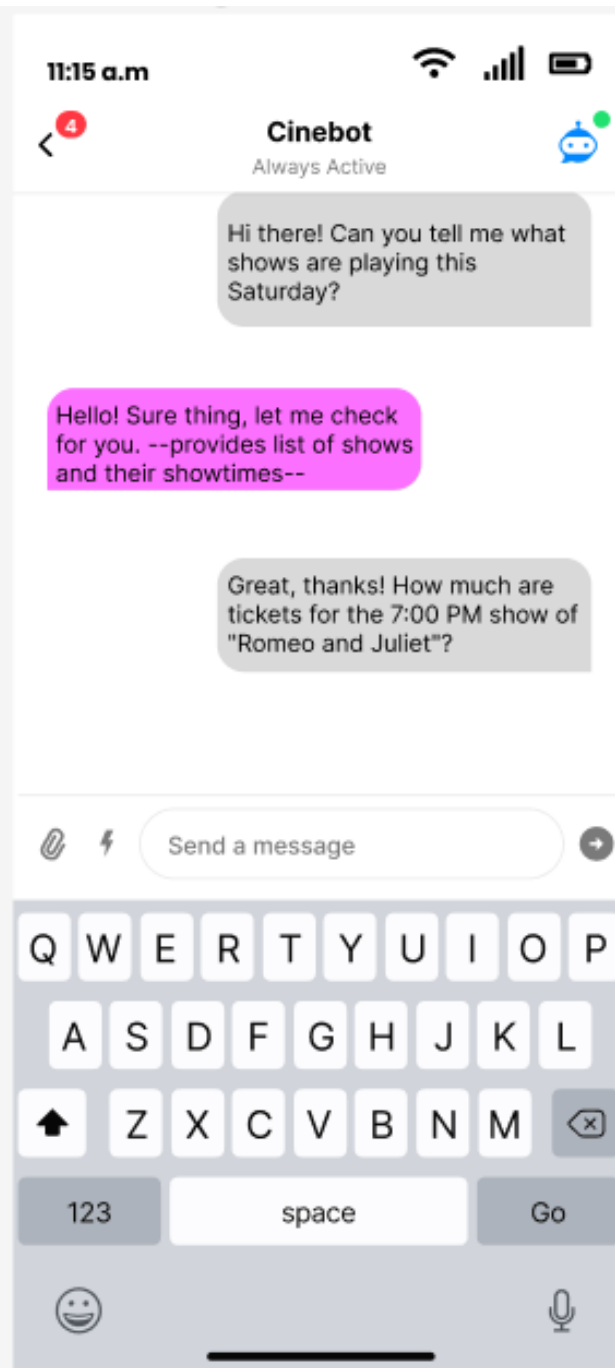 11:15 a.m
4
Cinebot
Always Active
Hi there! Can you tell me what
shows are playing this
Saturday?
Hello! Sure thing, let me check
for you. --provides list of shows
and their showtimes--
Great, thanks! How much are
tickets for the 7:00 PM show of
"Romeo and Juliet"?
Send a message
Q W E R T Y U I O P
A S D F G H J K L
Z X C V B N M
123 space Go